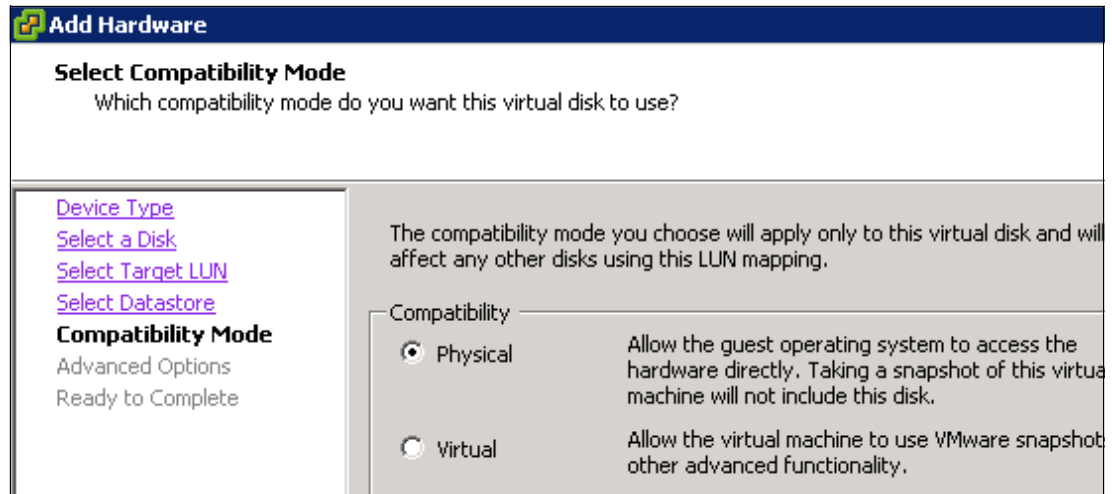 Add Hardware
Select Compatibility Mode
Which compatibility mode do you want this virtual disk to use?
Device Type
Select a Disk
Select Target LUN
Select Datastore
Compatibility Mode
Advanced Options
Ready to Complete
The compatibility mode you choose will apply only to this virtual disk and will
affect any other disks using this LUN mapping.
Compatibility
Physical
Allow the guest operating system to access the
hardware directly. Taking a snapshot of this virtua
machine will not include this disk.
Virtual
Allow the virtual machine to use VMware snapshot
other advanced functionality.